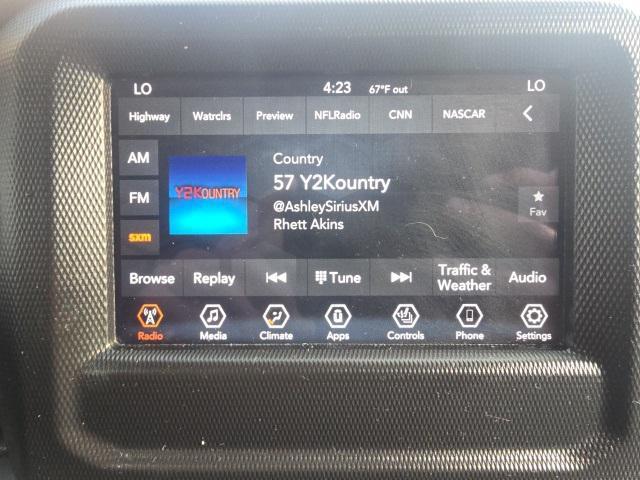 LO 4:23 67°F out LO
Highway Watrclrs Preview NFLRadio CNN NASCAR
AM
FM
sxm
Y2KOUNTRY
Country
57 Y2Kountry
@AshleySiriusXM
Rhett Akins
Fav
Browse Replay Tune Traffic & Weather Audio
Radio Media Climate Apps Controls Phone Settings